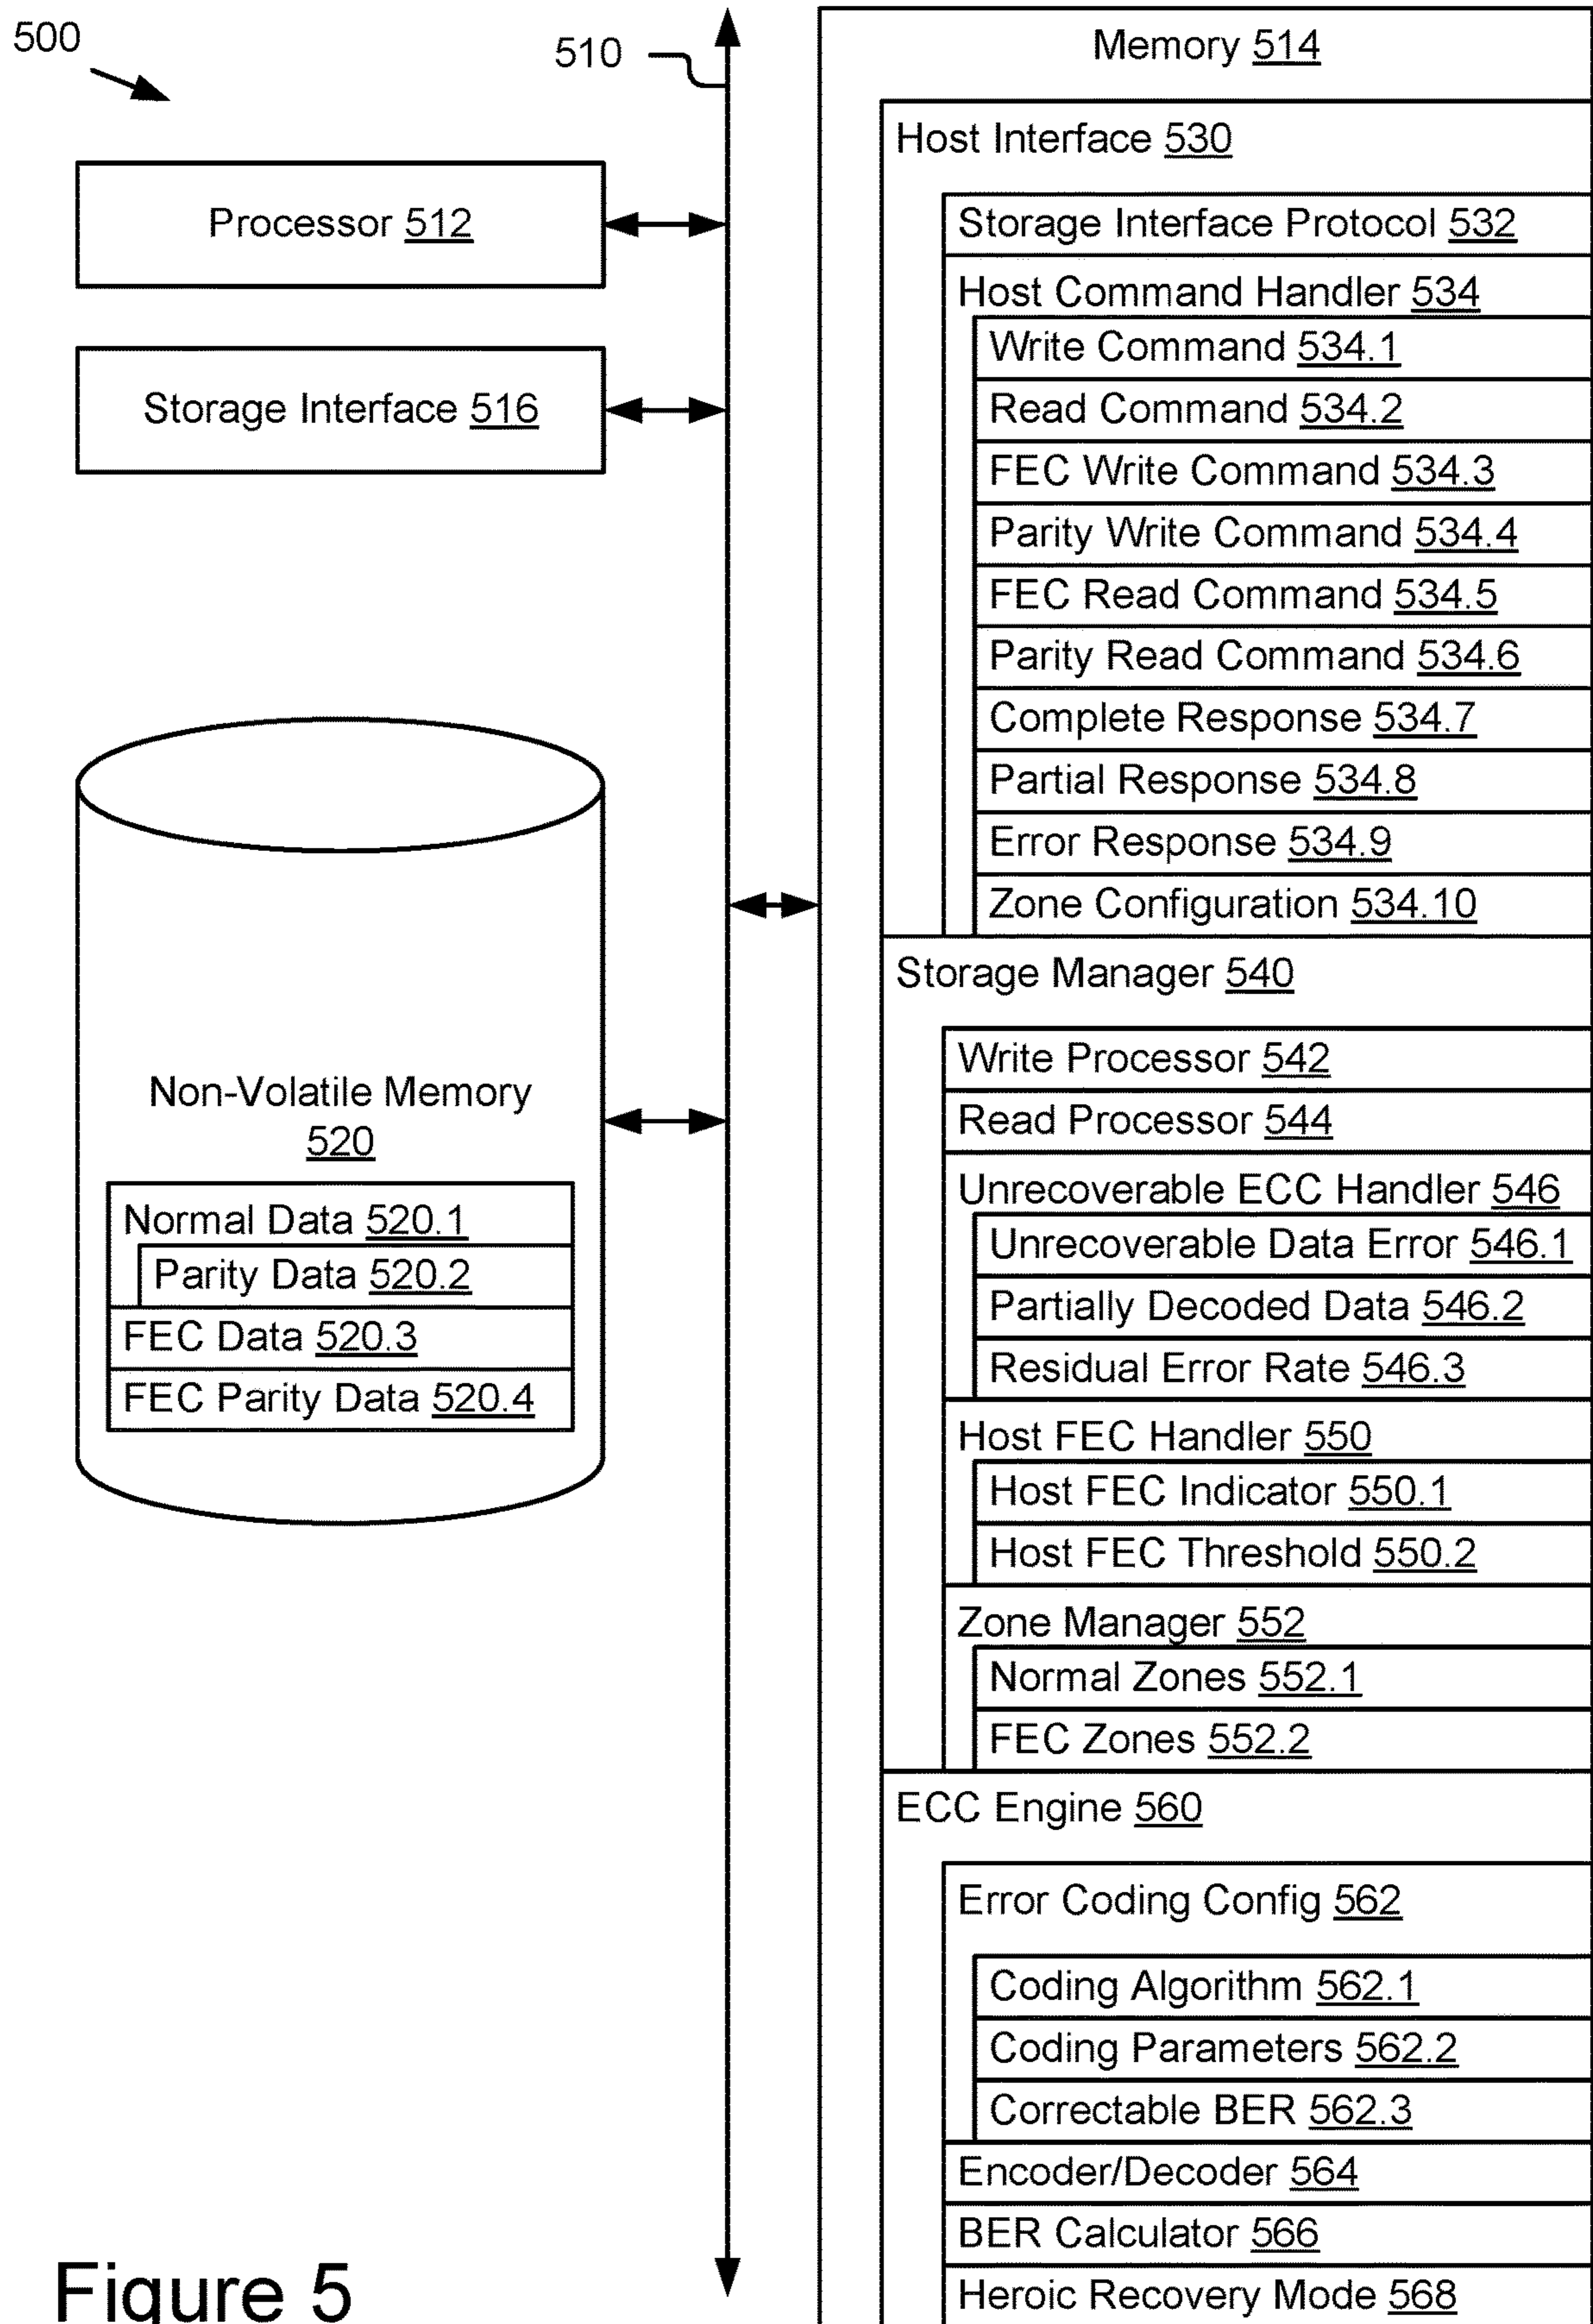 500
510
Processor 512
Storage Interface 516
Non-Volatile Memory
520
Normal Data 520.1
Parity Data 520.2
FEC Data 520.3
FEC Parity Data 520.4
Memory 514
Host Interface 530
Storage Interface Protocol 532
Host Command Handler 534
Write Command 534.1
Read Command 534.2
FEC Write Command 534.3
Parity Write Command 534.4
FEC Read Command 534.5
Parity Read Command 534.6
Complete Response 534.7
Partial Response 534.8
Error Response 534.9
Zone Configuration 534.10
Storage Manager 540
Write Processor 542
Read Processor 544
Unrecoverable ECC Handler 546
Unrecoverable Data Error 546.1
Partially Decoded Data 546.2
Residual Error Rate 546.3
Host FEC Handler 550
Host FEC Indicator 550.1
Host FEC Threshold 550.2
Zone Manager 552
Normal Zones 552.1
FEC Zones 552.2
ECC Engine 560
Error Coding Config 562
Coding Algorithm 562.1
Coding Parameters 562.2
Correctable BER 562.3
Encoder/Decoder 564
BER Calculator 566
Heroic Recovery Mode 568
Figure 5